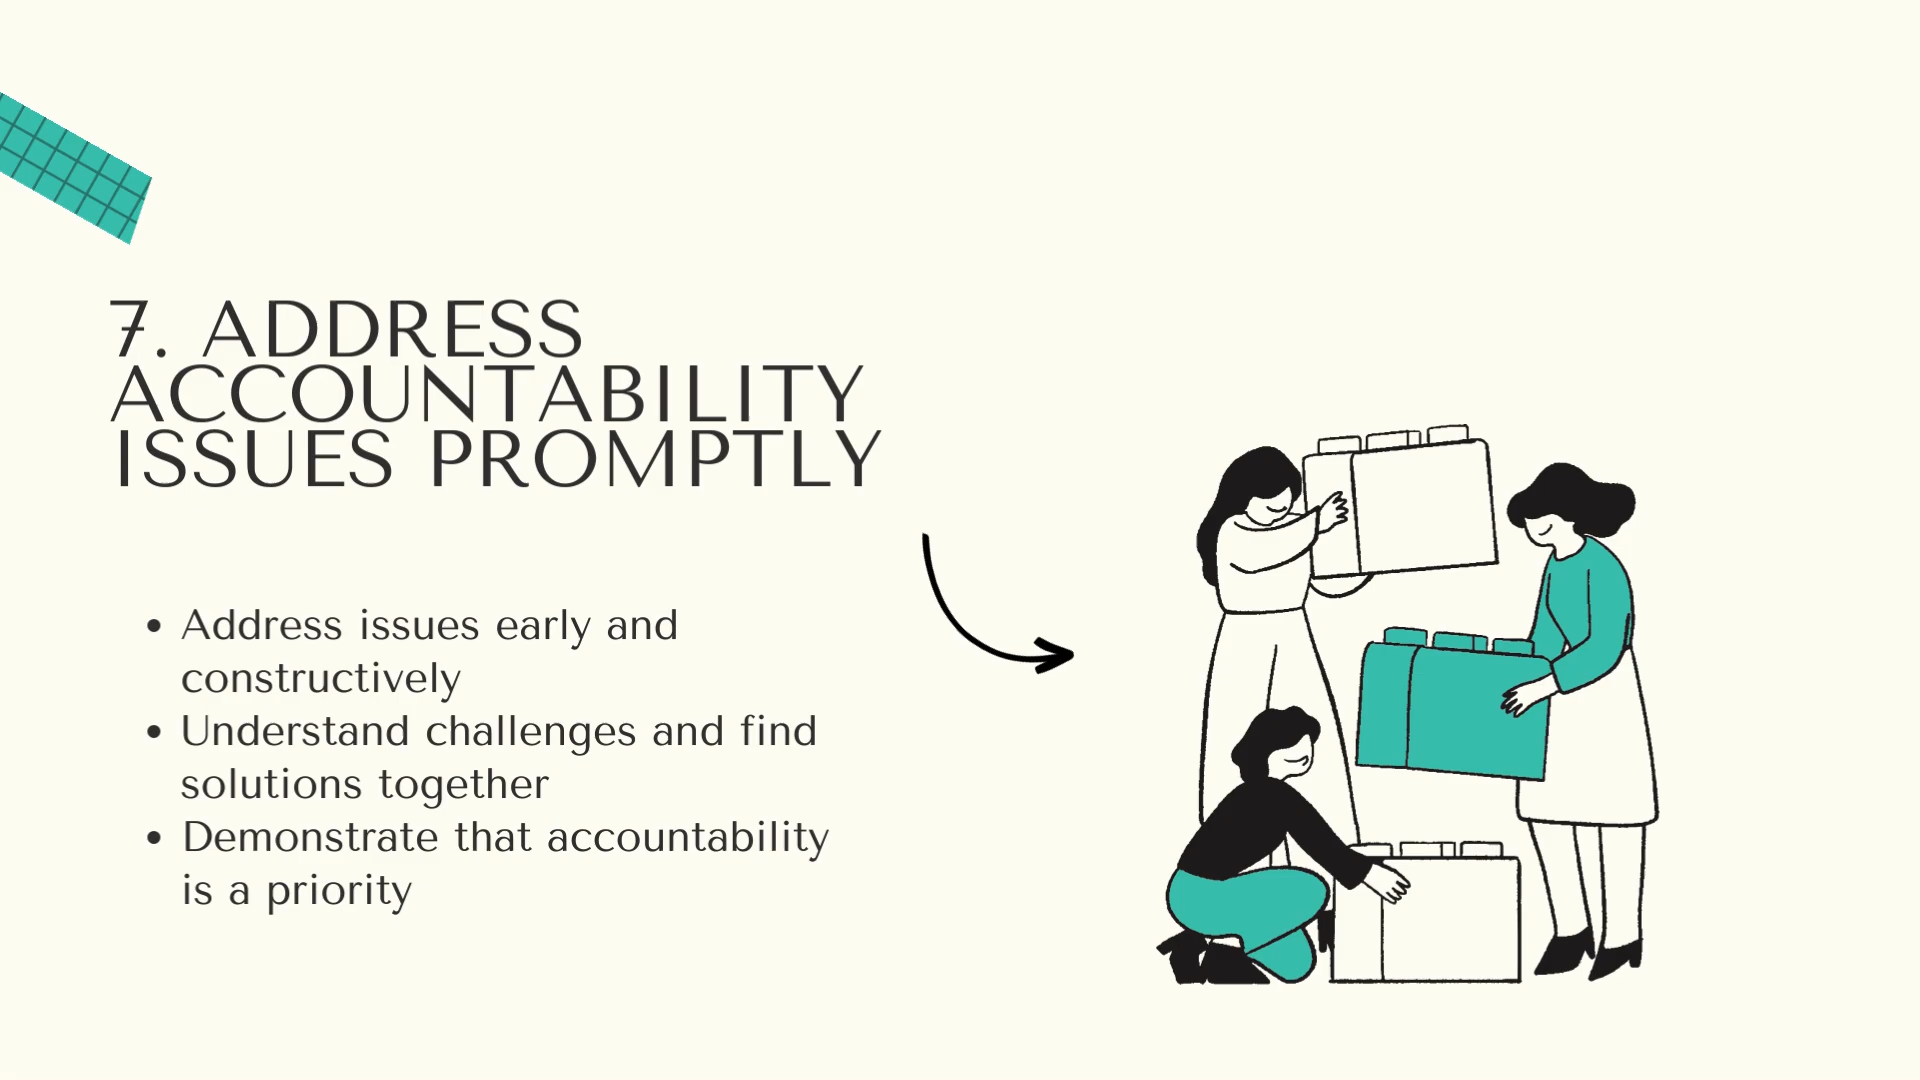 7. ADDRESS
ACCOUNTABILITY
ISSUES PROMPTLY
• Address issues early and
constructively
• Understand challenges and find
solutions together
• Demonstrate that accountability
is a priority